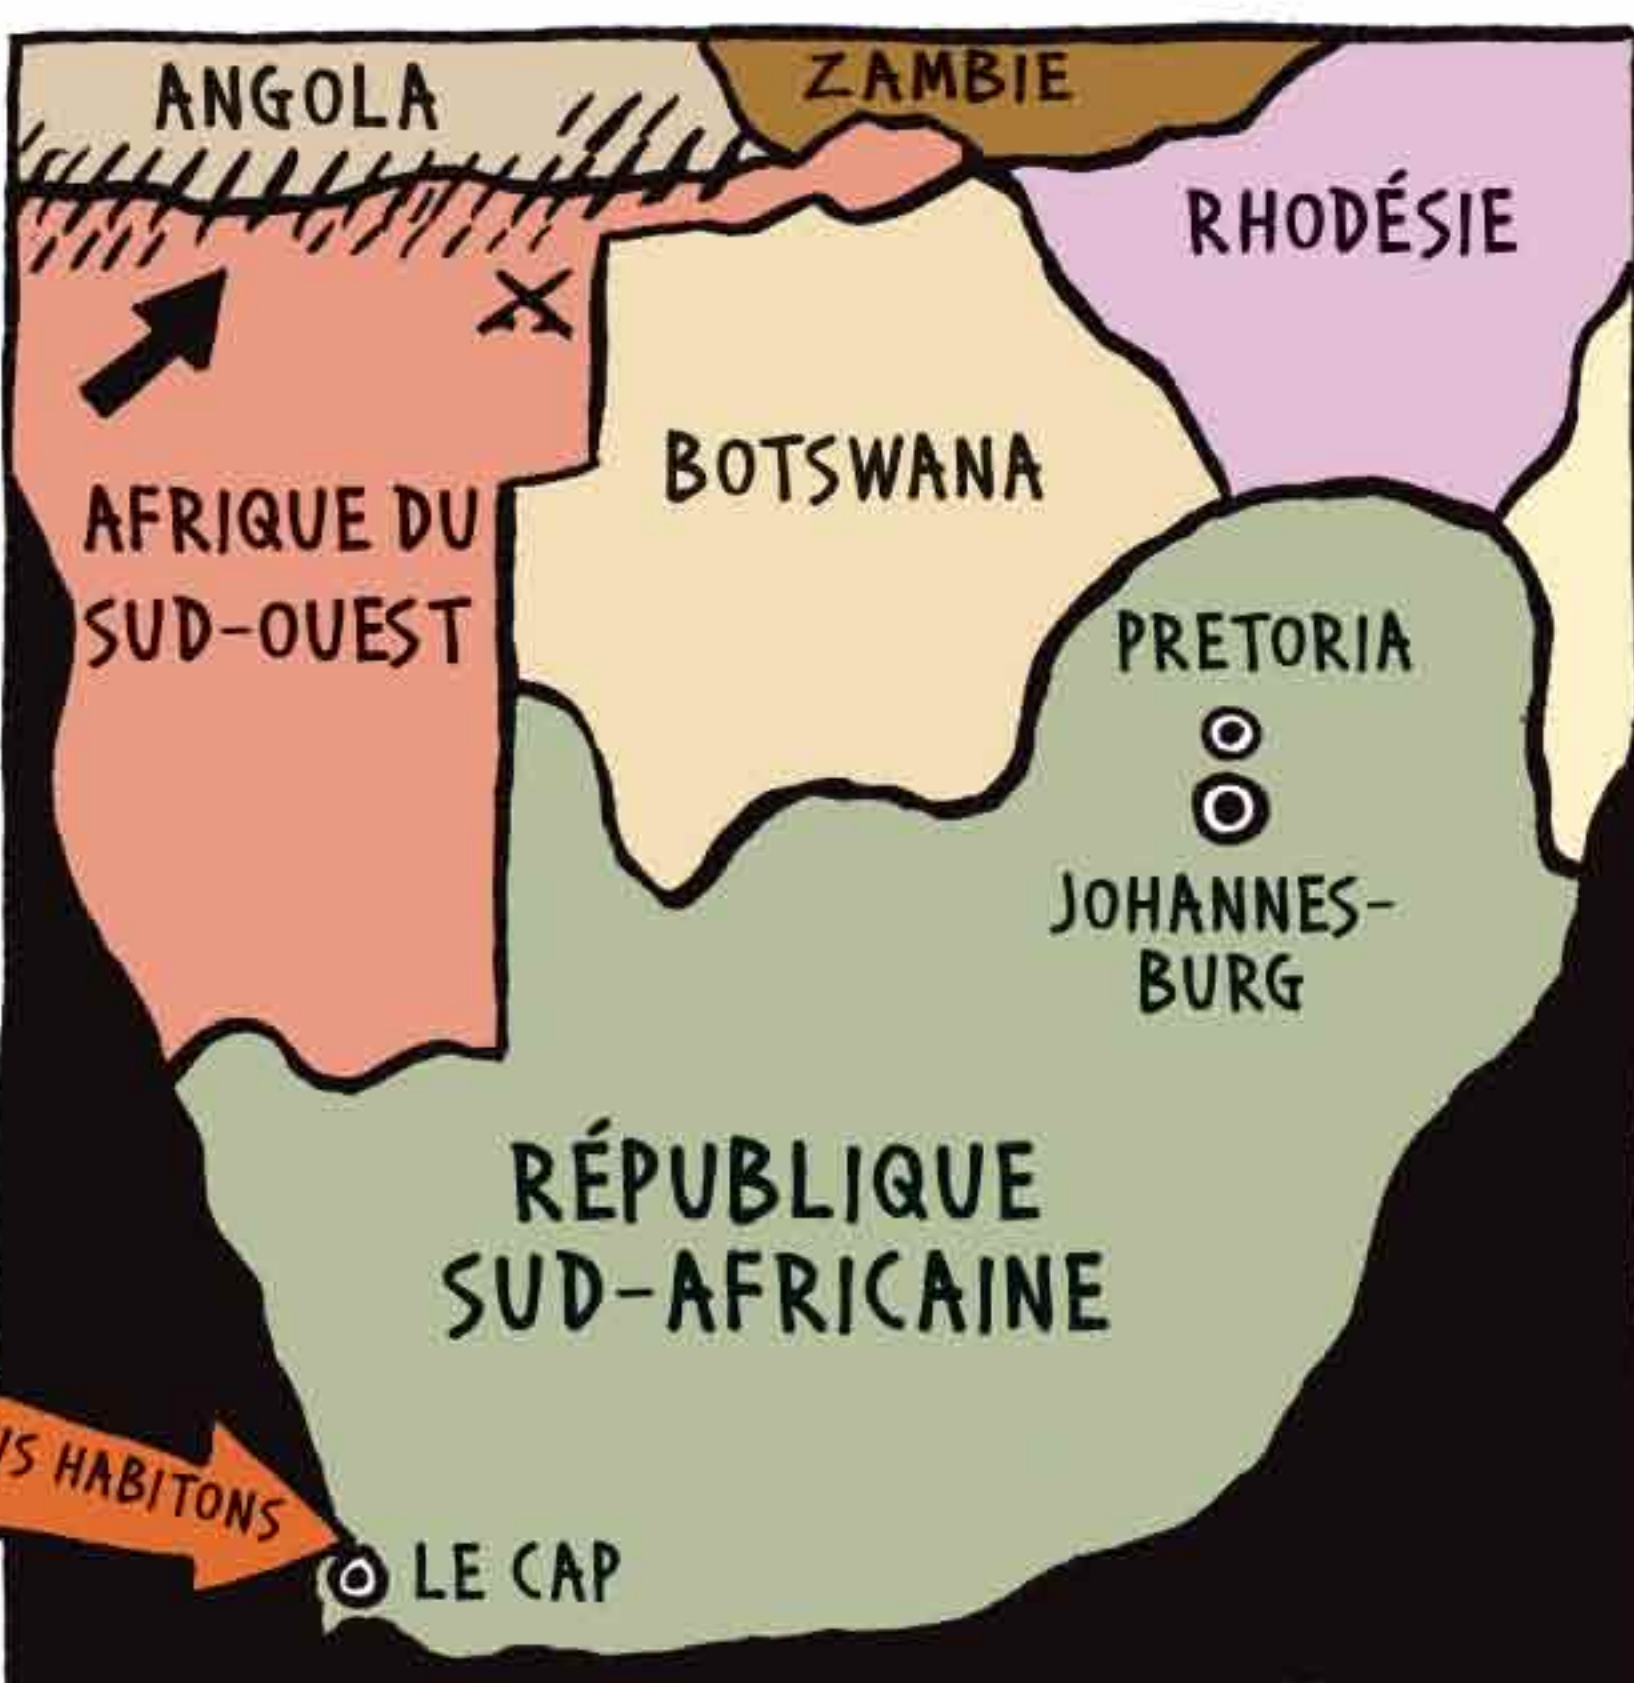 ANGOLA
ZAMBIE
RHODÉSIE
BOTSWANA
AFRIQUE DU
SUD-OUEST
PRETORIA
JOHANNES-
BURG
RÉPUBLIQUE
SUD-AFRICAINE
HABITONS
LE CAP